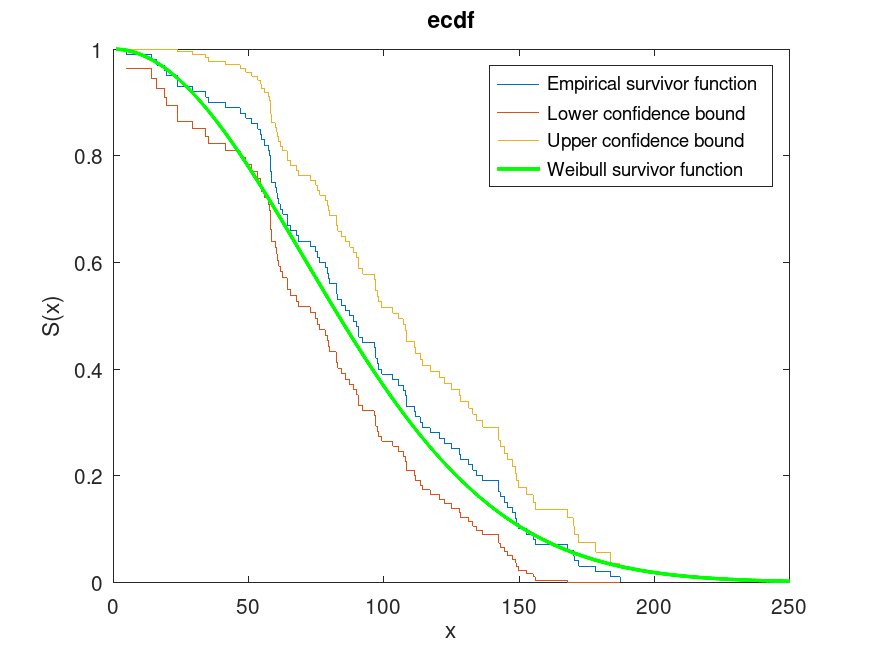 ecdf
Empirical survivor function
Lower confidence bound
Upper confidence bound
Weibull survivor function
1
0.8
0.6
0.4
0.2
0
S(x)
0 50 100 150 200 250
x